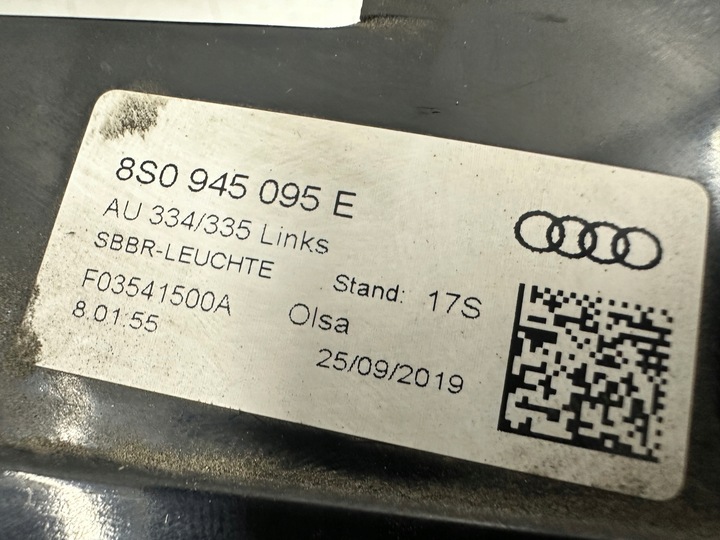 8S0 945 095 E
AU 334/335 Links
SBBR-LEUCHTE
Stand: 17S
F03541500A
Olsa
8.01.55
25/09/2019